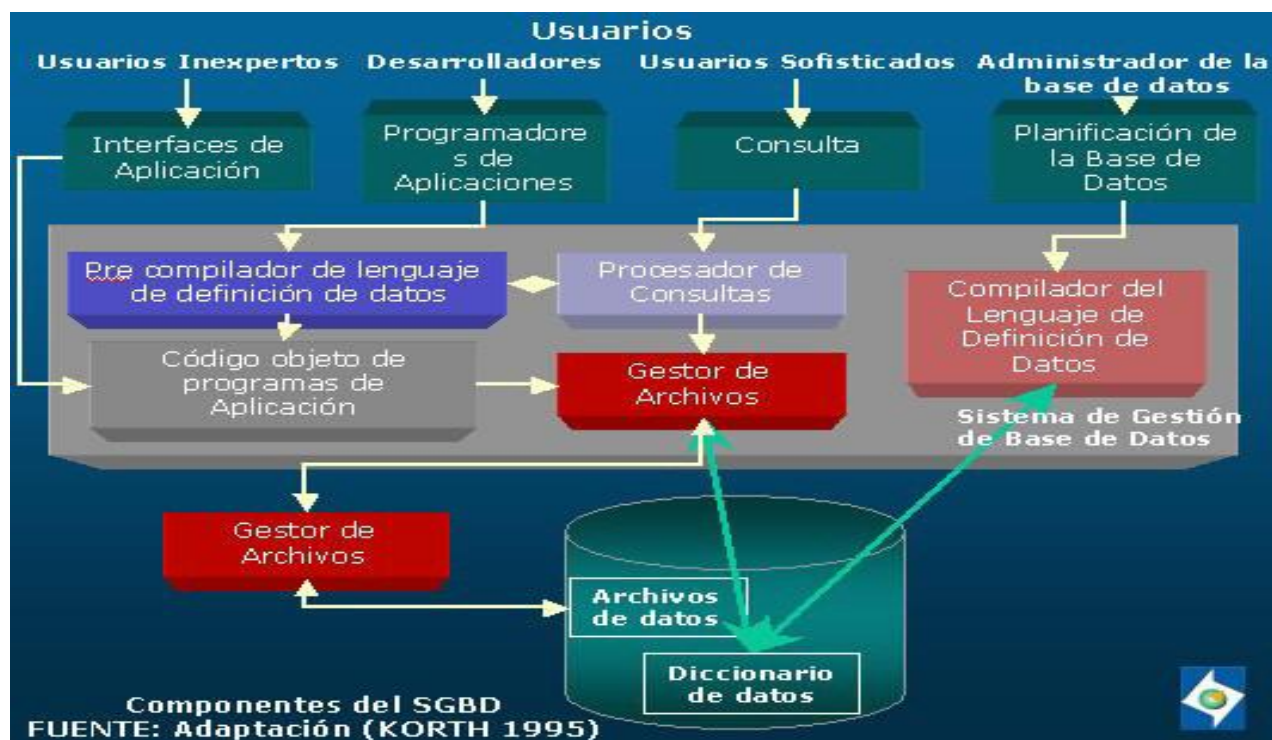 Usuarios
Usuarios Inexpertos
Desarrolladores
Usuarios Sofisticados
Administrador de la
base de datos
Interfaces de
Aplicación
Programadore
s de
Aplicaciones
Consulta
Planificación de
la Base de
Datos
Pre compilador de lenguaje
de definición de datos
Procesador de
Consultas
Compilador del
Lenguaje de
Definición de
Datos
Código objeto de
programas de
Aplicación
Gestor de
Archivos
Sistema de Gestión
de Base de Datos
Gestor de
Archivos
Archivos
de datos
Diccionario
de datos
Componentes del SGBD
FUENTE: Adaptación (KORTH 1995)